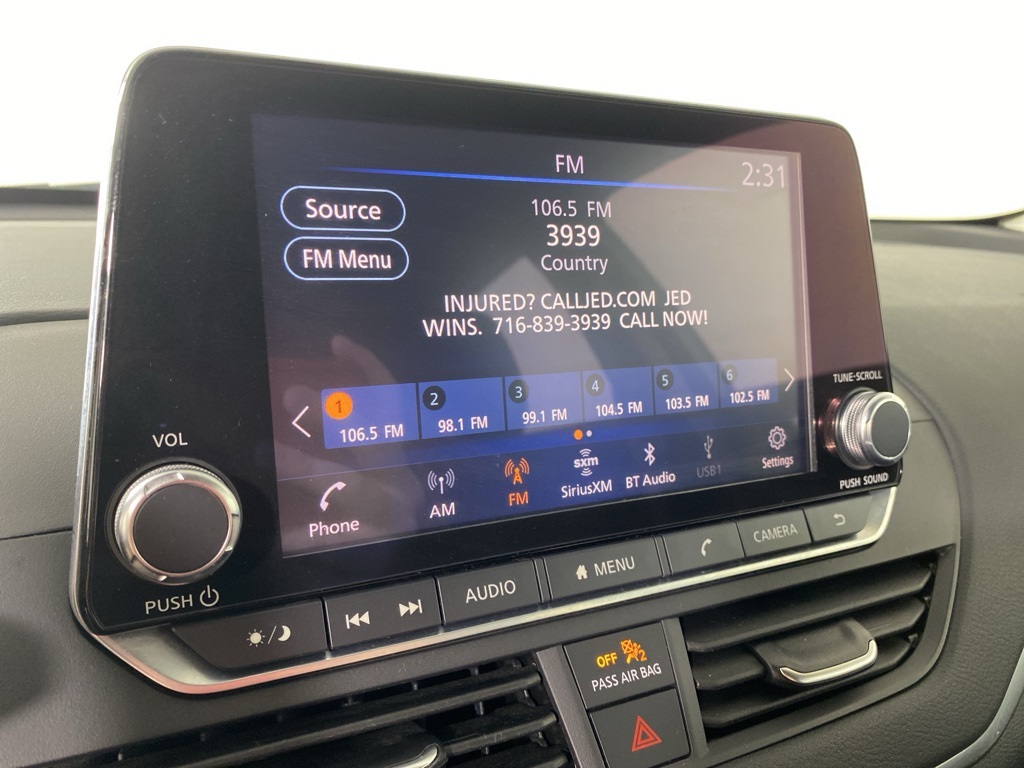 FM
2:31
Source
FM Menu
106.5 FM
3939
Country
INJURED? CALLJED.COM JED
WINS. 716-839-3939 CALL NOW!
1
106.5 FM
2
98.1 FM
3
99.1 FM
4
104.5 FM
5
103.5 FM
6
102.5 FM
Phone
AM
FM
sxm
SiriusXM
BT Audio
USB1
Settings
VOL
PUSH
TUNE·SCROLL
PUSH SOUND
AUDIO
MENU
CAMERA
OFF
2
PASS AIR BAG